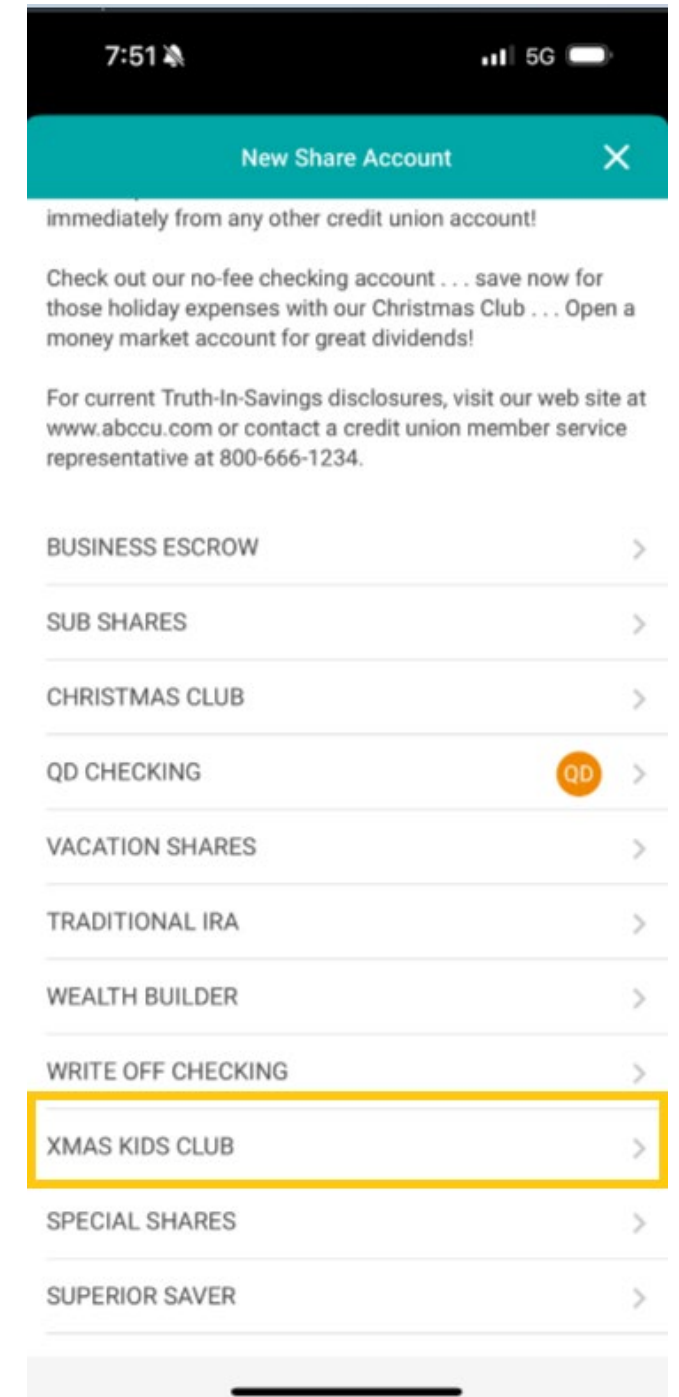 7:51
5G
New Share Account
immediately from any other credit union account!
Check out our no-fee checking account . . . save now for
those holiday expenses with our Christmas Club . . . Open a
money market account for great dividends!
For current Truth-In-Savings disclosures, visit our web site at
www.abccu.com or contact a credit union member service
representative at 800-666-1234.
BUSINESS ESCROW
SUB SHARES
CHRISTMAS CLUB
QD CHECKING QD
VACATION SHARES
TRADITIONAL IRA
WEALTH BUILDER
WRITE OFF CHECKING
XMAS KIDS CLUB
SPECIAL SHARES
SUPERIOR SAVER